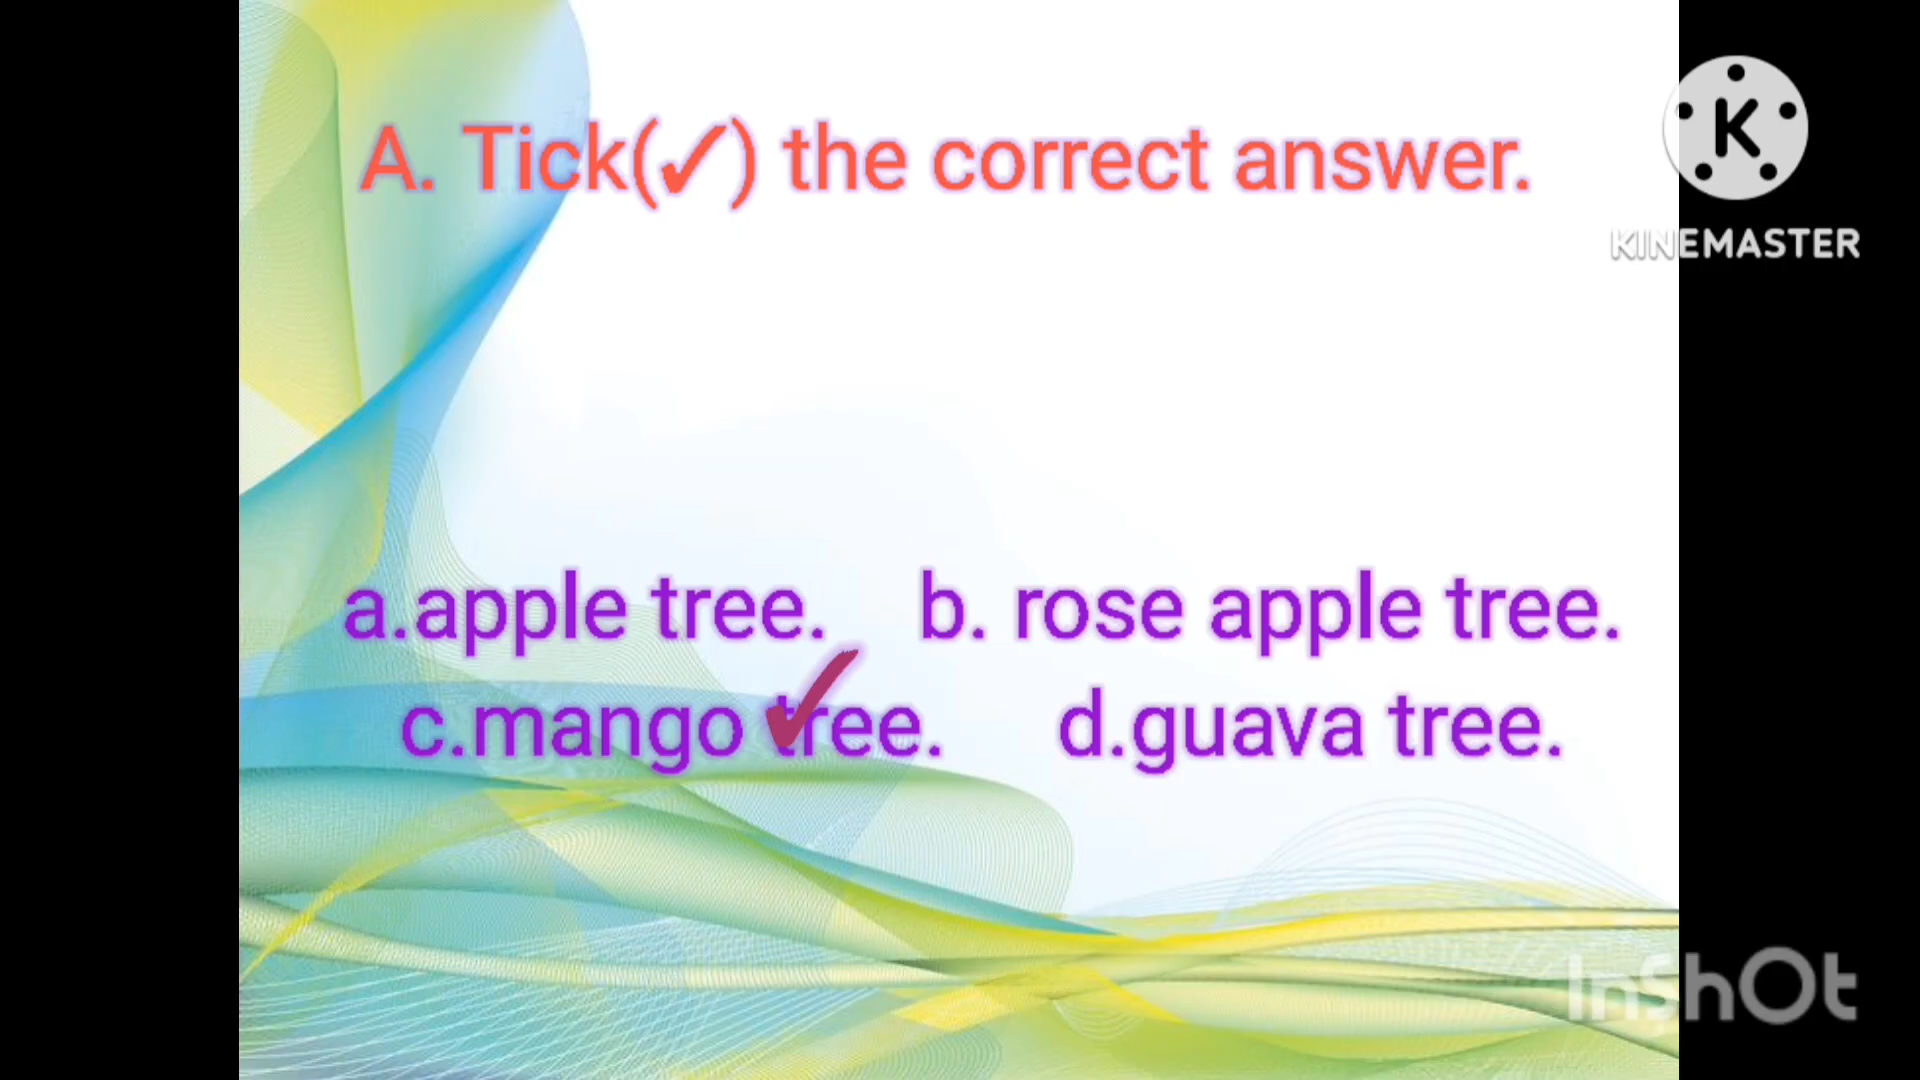 A. Tick(✓) the correct answer.
K
KINEMASTER
a.apple tree. b. rose apple tree.
c.mango tree. ✓ d.guava tree.
InShOt